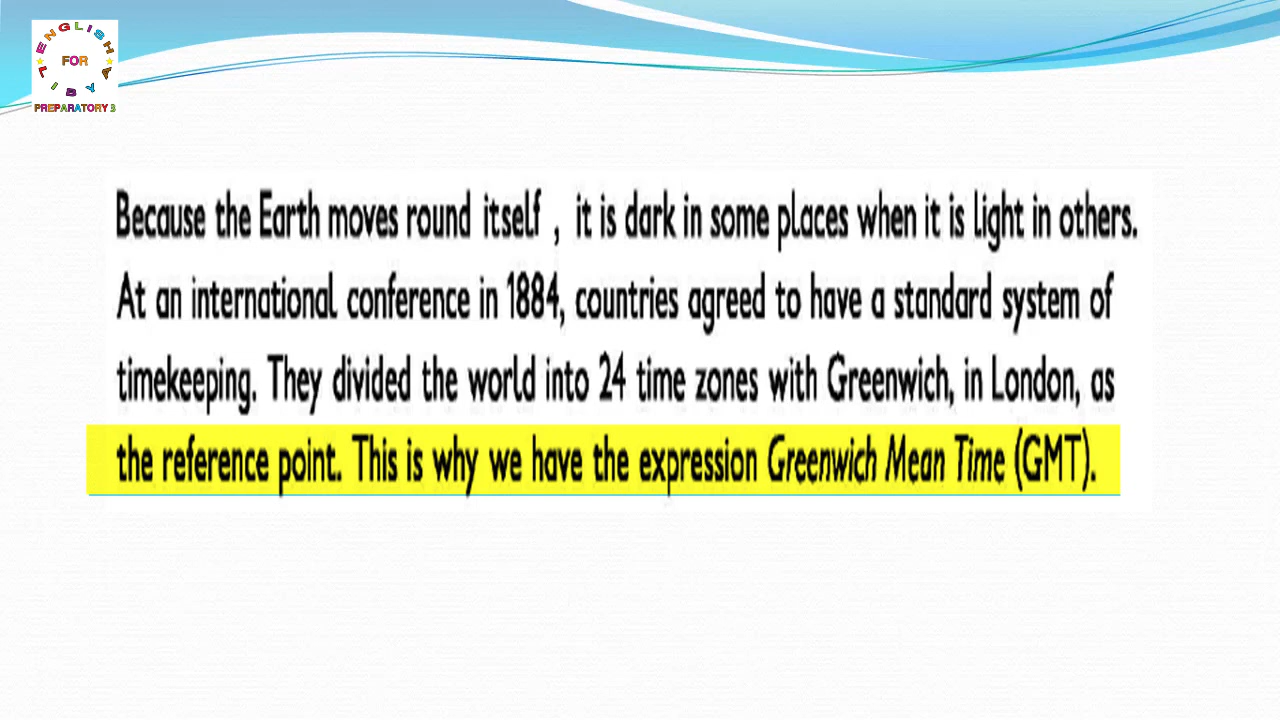 ENGLISH
FOR
LIBYA
PREPARATORY 3
Because the Earth moves round itself , it is dark in some places when it is light in others.
At an international conference in 1884, countries agreed to have a standard system of
timekeeping. They divided the world into 24 time zones with Greenwich, in London, as
the reference point. This is why we have the expression Greenwich Mean Time (GMT).